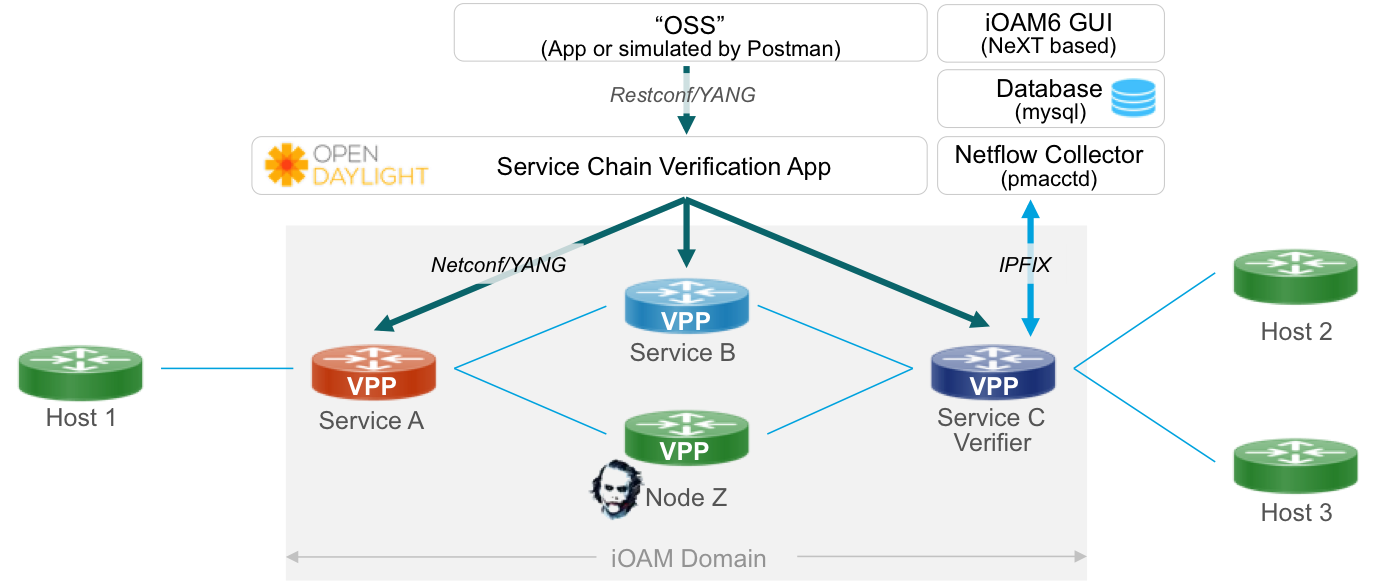 “OSS”
(App or simulated by Postman)
iOAM6 GUI
(NeXT based)
Restconf/YANG
Database
(mysql)
OPEN
DAYLIGHT
Service Chain Verification App
Netflow Collector
(pmacctd)
Netconf/YANG
IPFIX
VPP
Service B
Host 2
VPP
Service A
Host 1
VPP
Service C
Verifier
VPP
Node Z
Host 3
iOAM Domain